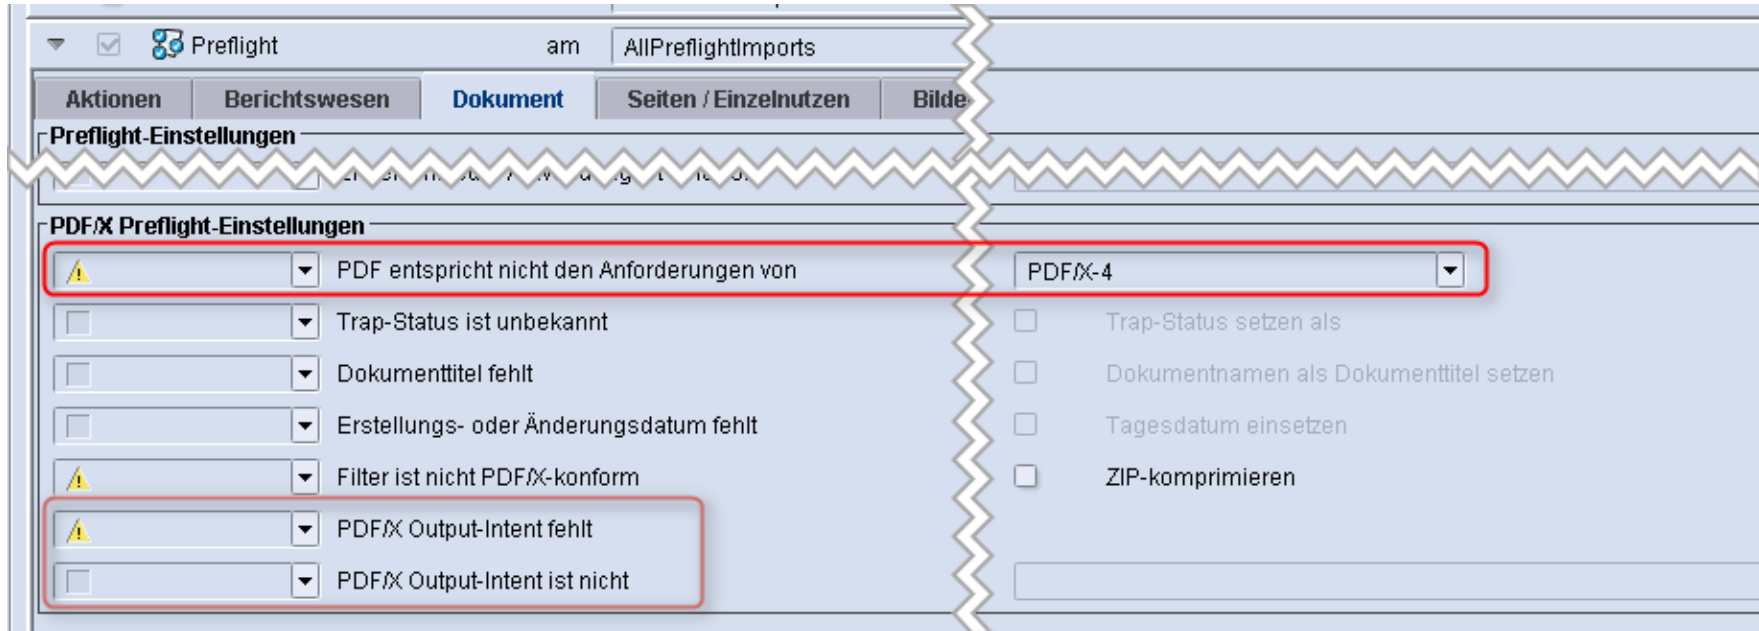 Preflight am AllPreflightImports
Aktionen Berichtswesen Dokument Seiten / Einzelnutzen Bilde
Preflight-Einstellungen
PDF/X Preflight-Einstellungen
PDF entspricht nicht den Anforderungen von PDF/X-4
Trap-Status ist unbekannt Trap-Status setzen als
Dokumenttitel fehlt Dokumentnamen als Dokumenttitel setzen
Erstellungs- oder Änderungsdatum fehlt Tagesdatum einsetzen
Filter ist nicht PDF/X-konform ZIP-komprimieren
PDF/X Output-Intent fehlt
PDF/X Output-Intent ist nicht